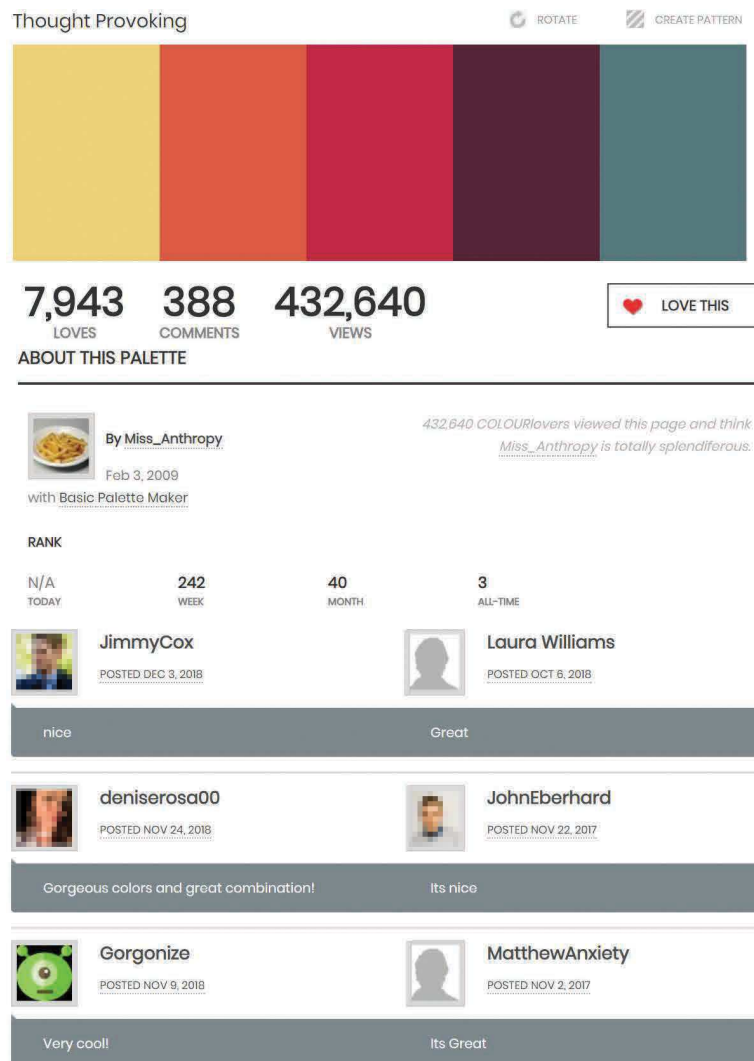 Thought Provoking
ROTATE
CREATE PATTERN
7,943 388 432,640
LOVES COMMENTS VIEWS
LOVE THIS
ABOUT THIS PALETTE
By Miss_Anthropy
Feb 3, 2009
with Basic Palette Maker
432,640 COLOURlovers viewed this page and think
Miss_Anthropy is totally splendiferous.
RANK
N/A 242 40 3
TODAY WEEK MONTH ALL-TIME
JimmyCox
POSTED DEC 3, 2018
nice
Laura Williams
POSTED OCT 6, 2018
Great
deniserosa00
POSTED NOV 24, 2018
Gorgeous colors and great combination!
JohnEberhard
POSTED NOV 22, 2017
Its nice
Gorgonize
POSTED NOV 9, 2018
Very cool!
MatthewAnxiety
POSTED NOV 2, 2017
Its Great